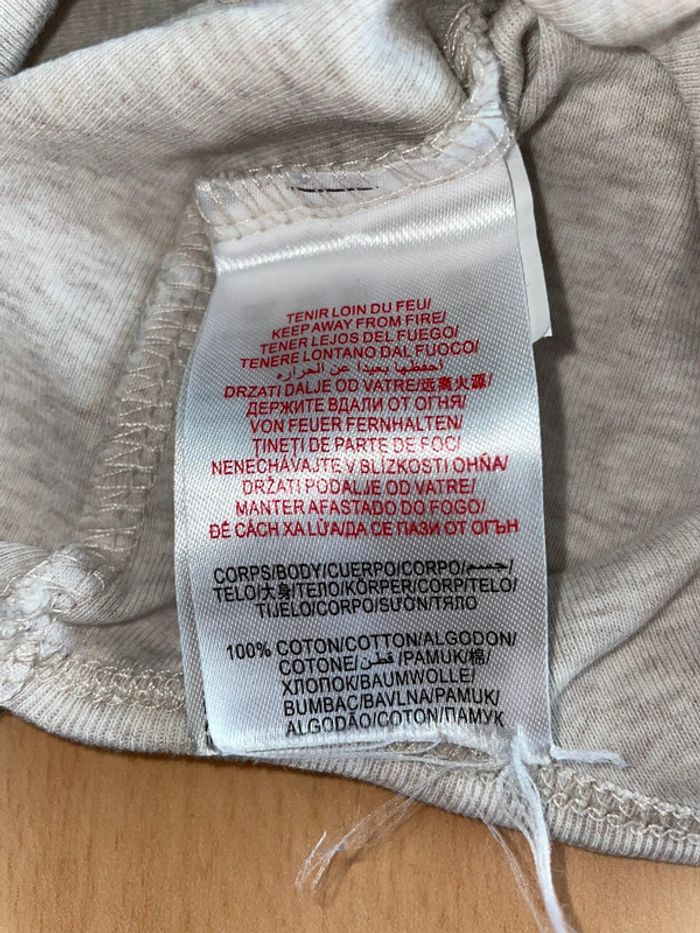 TENIR LOIN DU FEU/
KEEP AWAY FROM FIRE/
TENER LEJOS DEL FUEGO/
TENERE LONTANO DAL FUOCO/
احفظها بعيدا عن الحراره
DRZATI DALJE OD VATRE/远离火源/
ДЕРЖИТЕ ВДАЛИ ОТ ОГНЯ/
VON FEUER FERNHALTEN/
ȚINEȚI DE PARTE DE FOC/
NENECHÁVAJTE V BLÍZKOSTI OHŇA/
DRŽATI PODALJE OD VATRE/
MANTER AFASTADO DO FOGO/
ĐỂ CÁCH XA LỬA/ДА СЕ ПАЗИ ОТ ОГЪН
CORPS/BODY/CUERPO/CORPO/جسم/
TELO/大身/ТЕЛО/KÖRPER/CORP/TELO/
TIJELO/CORPO/SƯỜN/ТЯЛО
100% COTON/COTTON/ALGODON/
COTONE/قطن/PAMUK/棉/
ХЛОПОК/BAUMWOLLE/
BUMBAC/BAVLNA/PAMUK/
ALGODÃO/COTON/ПАМУК